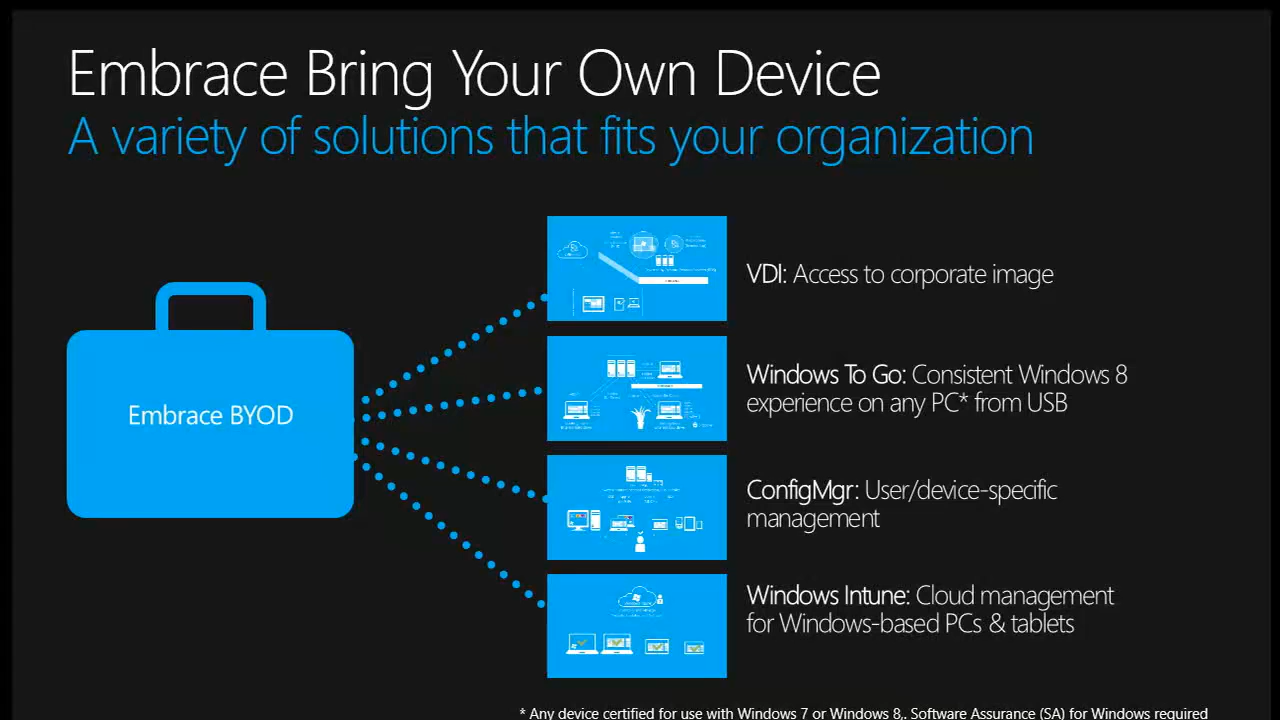 Embrace Bring Your Own Device
A variety of solutions that fits your organization
Embrace BYOD
VDI: Access to corporate image
Windows To Go: Consistent Windows 8
experience on any PC* from USB
ConfigMgr: User/device-specific
management
Windows Intune: Cloud management
for Windows-based PCs & tablets
* Any device certified for use with Windows 7 or Windows 8,. Software Assurance (SA) for Windows required